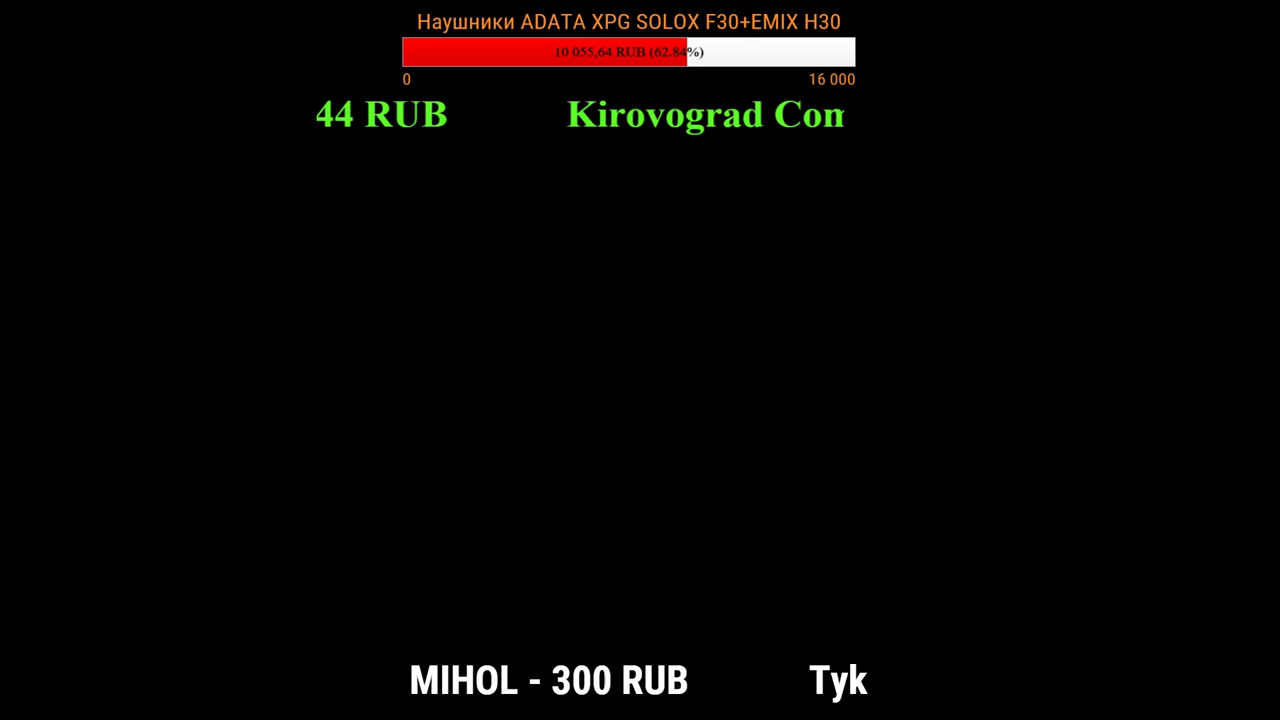 Наушники ADATA XPG SOLOX F30+EMIX H30
10 055,64 RUB (62.84%)
0 16 000
44 RUB Kirovograd Com
MIHOL - 300 RUB Tyk